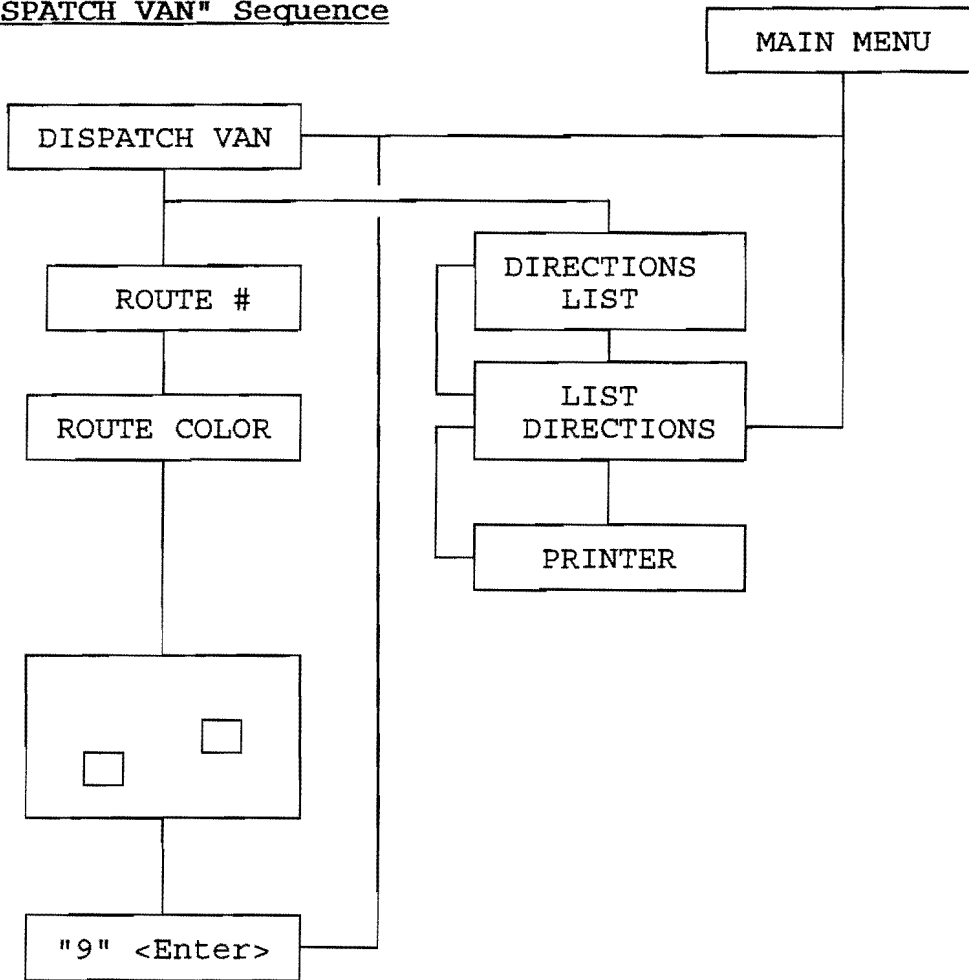 SPATCH VAN" Sequence
MAIN MENU
DISPATCH VAN
DIRECTIONS
LIST
ROUTE #
LIST
DIRECTIONS
ROUTE COLOR
PRINTER
"9" <Enter>